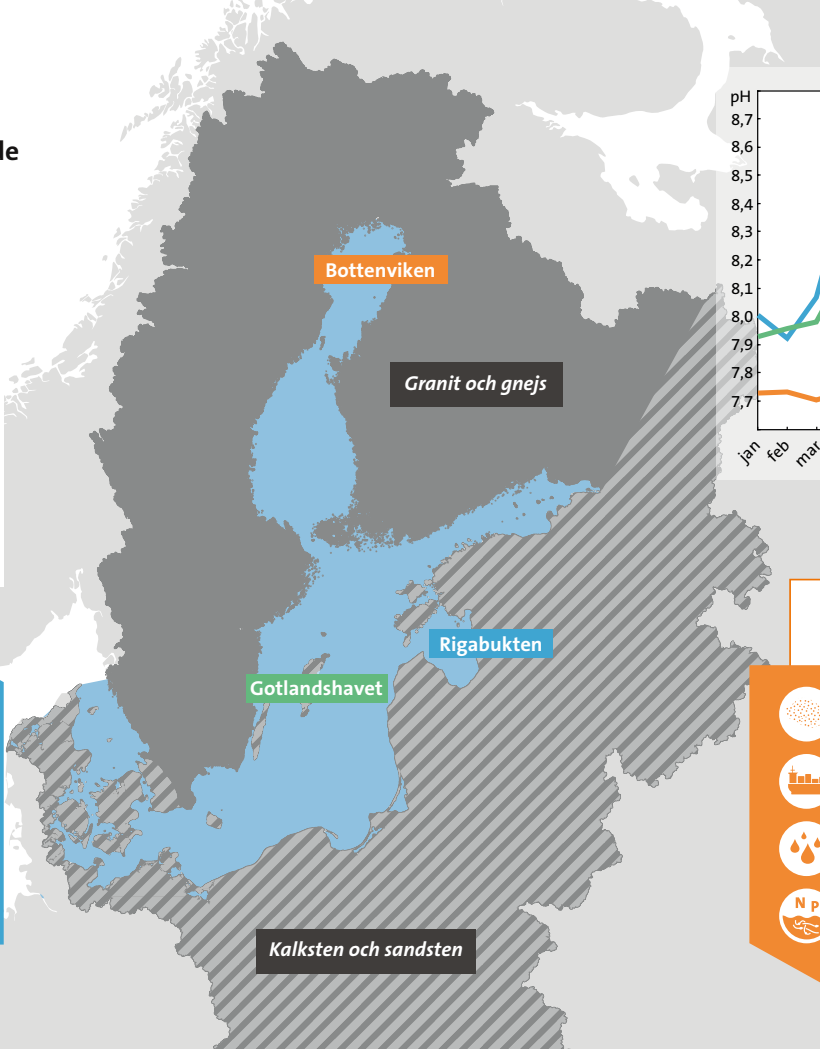 pH
8,7
8,6
8,5
8,4
8,3
8,2
8,1
8,0
7,9
7,8
7,7
jan
feb
mar
Bottenviken
Granit och gnejs
Rigabukten
Gotlandshavet
Kalksten och sandsten
N P